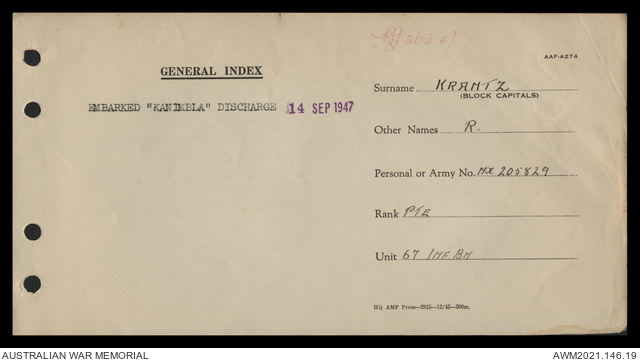 AAF-A274
GENERAL INDEX
EMBARKED "KANIMBLA" DISCHARGE 14 SEP 1947
Surname KRANTZ
(BLOCK CAPITALS)
Other Names R.
Personal or Army No. NX 205829
Rank PTE
Unit 67 INF BN
HQ AMF Press—2915—12/45—300m.
AUSTRALIAN WAR MEMORIAL
AWM2021.146.19